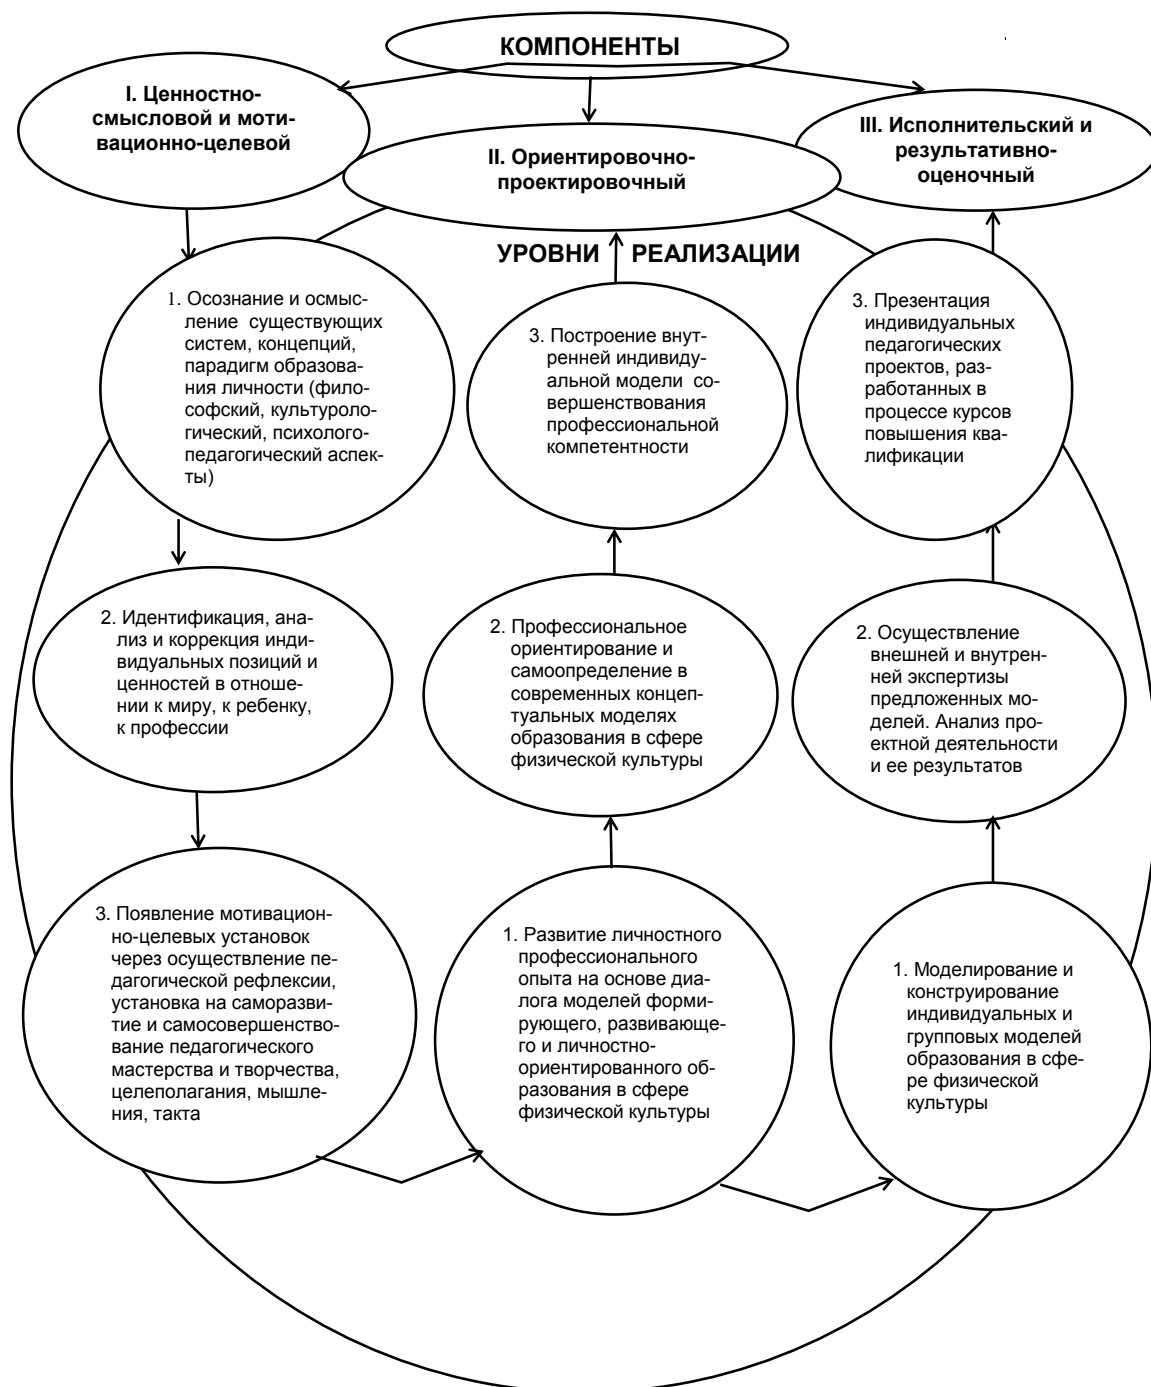 КОМПОНЕНТЫ
I. Ценностно-
смысловой и моти-
вационно-целевой
II. Ориентировочно-
проектировочный
III. Исполнительский и
результативно-
оценочный
УРОВНИ РЕАЛИЗАЦИИ
1. Осознание и осмыс-
ление существующих
систем, концепций,
парадигм образова-
ния личности (фило-
софский, культуроло-
гический, психолого-
педагогический аспек-
ты)
3. Построение внут-
ренней индивиду-
альной модели со-
вершенствования
профессиональной
компетентности
3. Презентация
индивидуальных
педагогических
проектов, раз-
работанных в
процессе курсов
повышения ква-
лификации
2. Идентификация, ана-
лиз и коррекция инди-
видуальных позиций и
ценностей в отноше-
нии к миру, к ребенку,
к профессии
2. Профессиональное
ориентирование и
самоопределение в
современных концеп-
туальных моделях
образования в сфере
физической культуры
2. Осуществление
внешней и внутрен-
ней экспертизы
предложенных мо-
делей. Анализ про-
ектной деятельности
и ее результатов
3. Появление мотивацион-
но-целевых установок
через осуществление пе-
дагогической рефлексии,
установка на саморазви-
тие и самосовершенство-
вание педагогического
мастерства и творчества,
целеполагания, мышле-
ния, такта
1. Развитие личностного
профессионального
опыта на основе диа-
лога моделей форми-
рующего, развивающе-
го и личностно-
ориентированного об-
разования в сфере
физической культуры
1. Моделирование и
конструирование
индивидуальных и
групповых моделей
образования в сфе-
ре физической
культуры